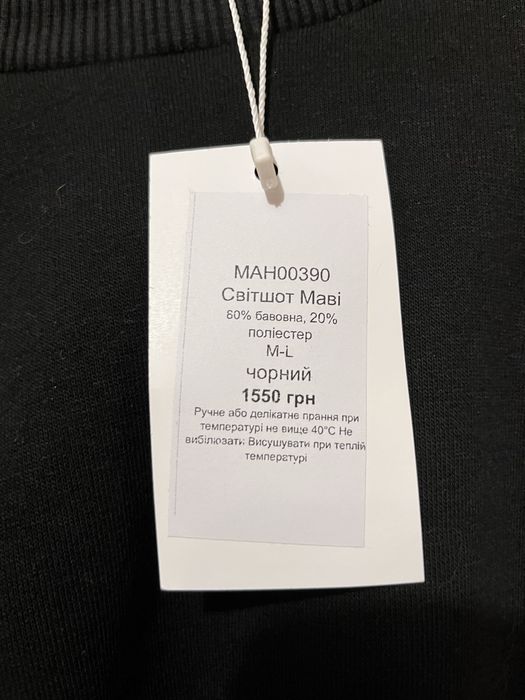 MAH00390
Світшот Маві
80% бавовна, 20%
поліестер
M-L
чорний
1550 грн
Ручне або делікатне прання при
температурі не вище 40°C Не
вибілювати Висушувати при теплій
температурі